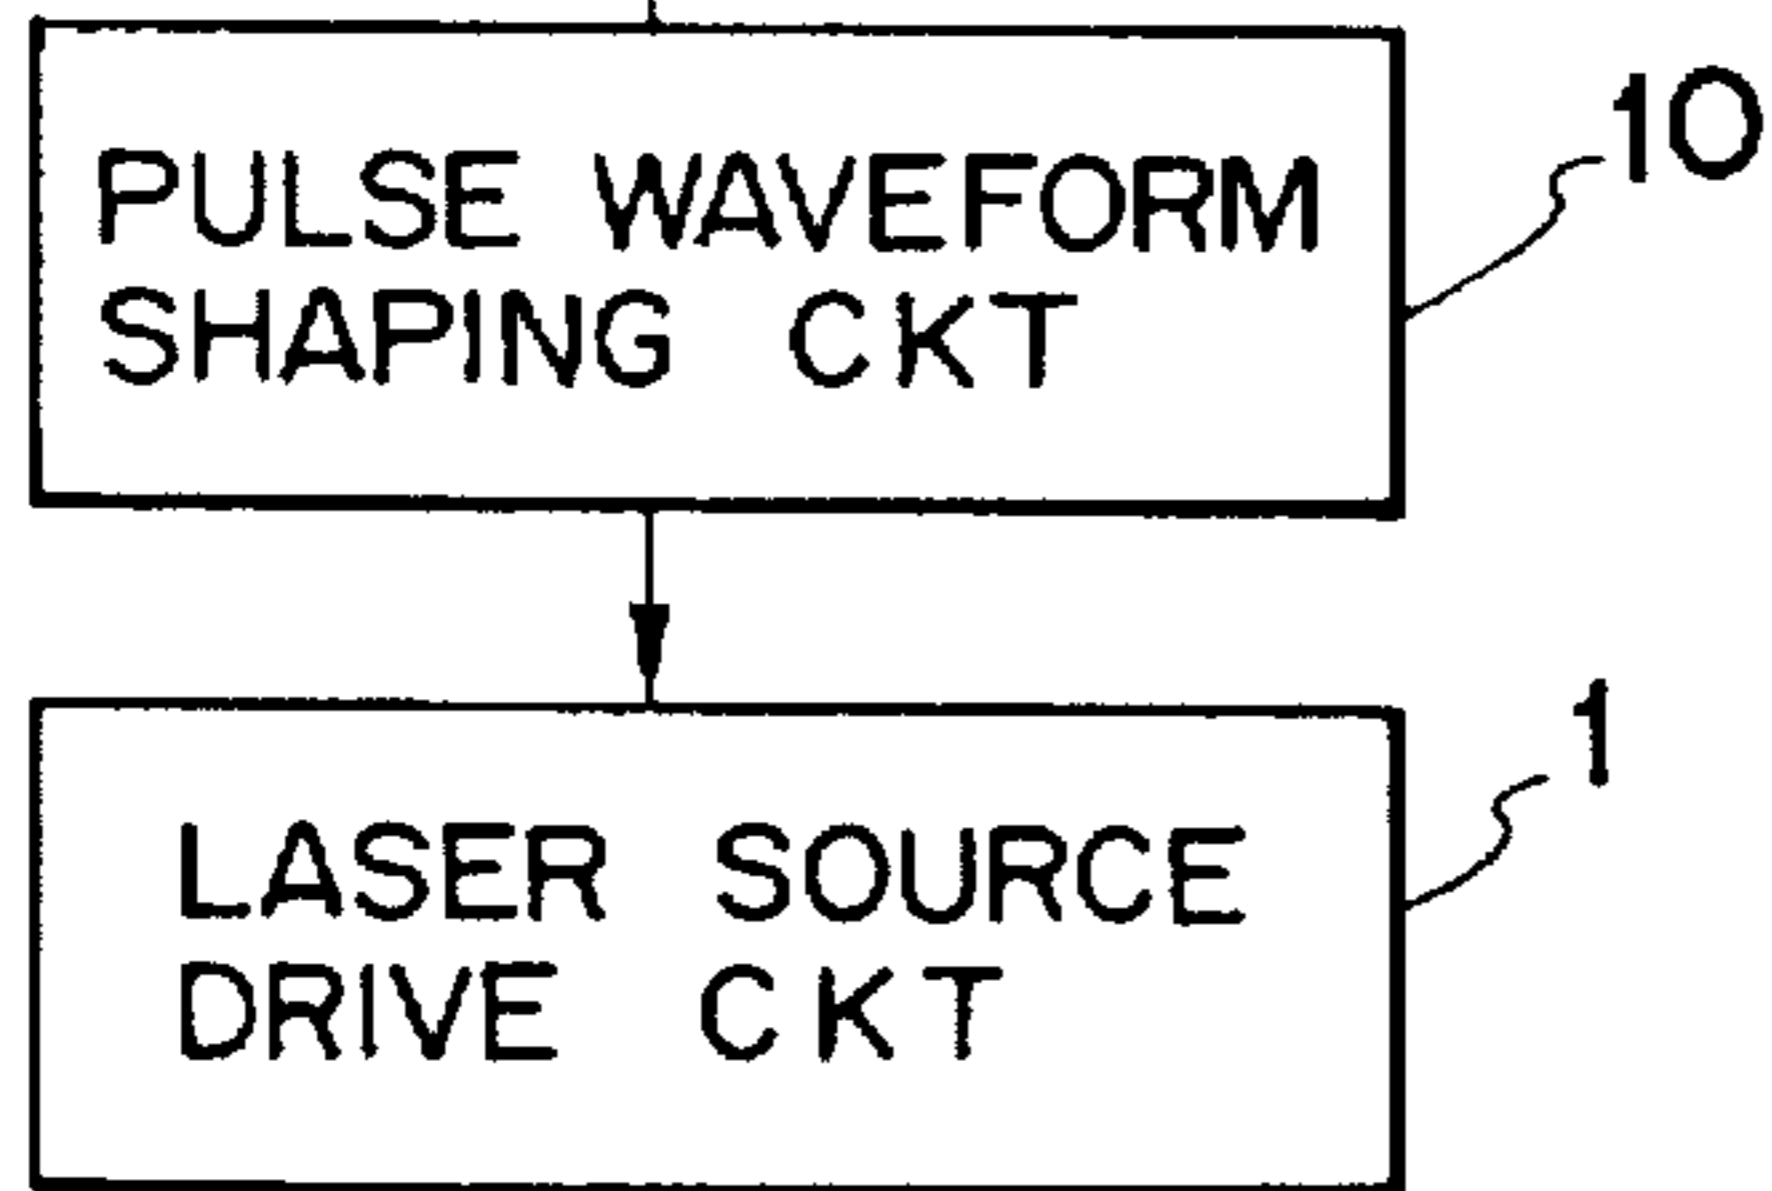 PULSE WAVEFORM
SHAPING CKT
10
LASER SOURCE
DRIVE CKT
1